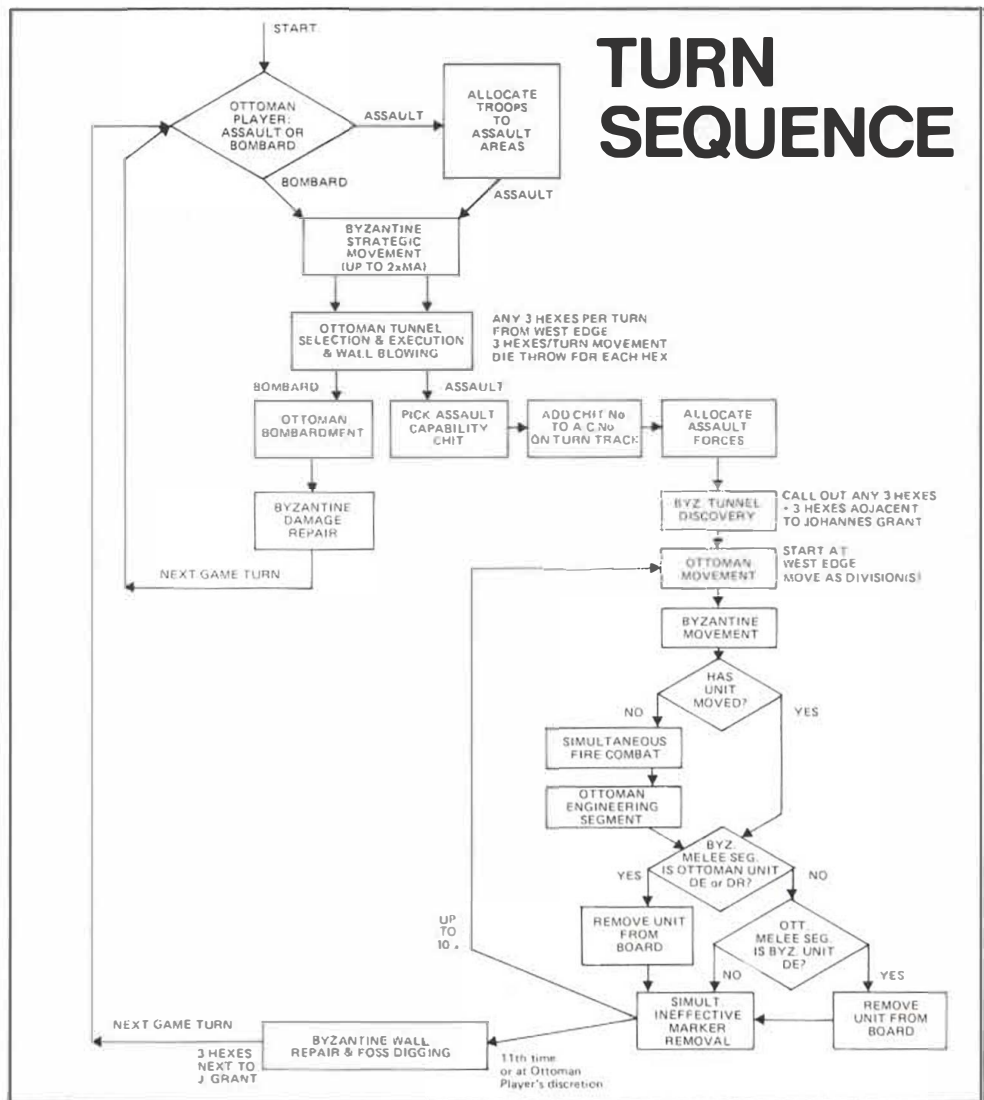 TURN
SEQUENCE
START
OTTOMAN
PLAYER:
ASSAULT OR
BOMBARD
ASSAULT
ALLOCATE
TROOPS
TO
ASSAULT
AREAS
BOMBARD
ASSAULT
BYZANTINE
STRATEGIC
MOVEMENT
(UP TO 2xMA)
OTTOMAN TUNNEL
SELECTION & EXECUTION
& WALL BLOWING
ANY 3 HEXES PER TURN
FROM WEST EDGE
3 HEXES/TURN MOVEMENT
DIE THROW FOR EACH HEX
BOMBARD
ASSAULT
OTTOMAN
BOMBARDMENT
PICK ASSAULT
CAPABILITY
CHIT
ADD CHIT No
TO A.C.No
ON TURN TRACK
ALLOCATE
ASSAULT
FORCES
BYZANTINE
DAMAGE
REPAIR
NEXT GAME TURN
BYZ. TUNNEL
DISCOVERY
CALL OUT ANY 3 HEXES
+ 3 HEXES ADJACENT
TO JOHANNES GRANT
OTTOMAN
MOVEMENT
START AT
WEST EDGE
MOVE AS DIVISION(S)
BYZANTINE
MOVEMENT
HAS
UNIT
MOVED?
NO
YES
SIMULTANEOUS
FIRE COMBAT
OTTOMAN
ENGINEERING
SEGMENT
BYZ.
MELEE SEG.
IS OTTOMAN UNIT
DE or DR?
YES
NO
REMOVE UNIT
FROM
BOARD
OTT.
MELEE SEG.
IS BYZ. UNIT
DE?
NO
YES
UP
TO
10
SIMULT.
INEFFECTIVE
MARKER
REMOVAL
REMOVE
UNIT FROM
BOARD
11th time
or at Ottoman
Player's discretion
BYZANTINE WALL
REPAIR & FOSS DIGGING
NEXT GAME TURN
3 HEXES
NEXT TO
J GRANT